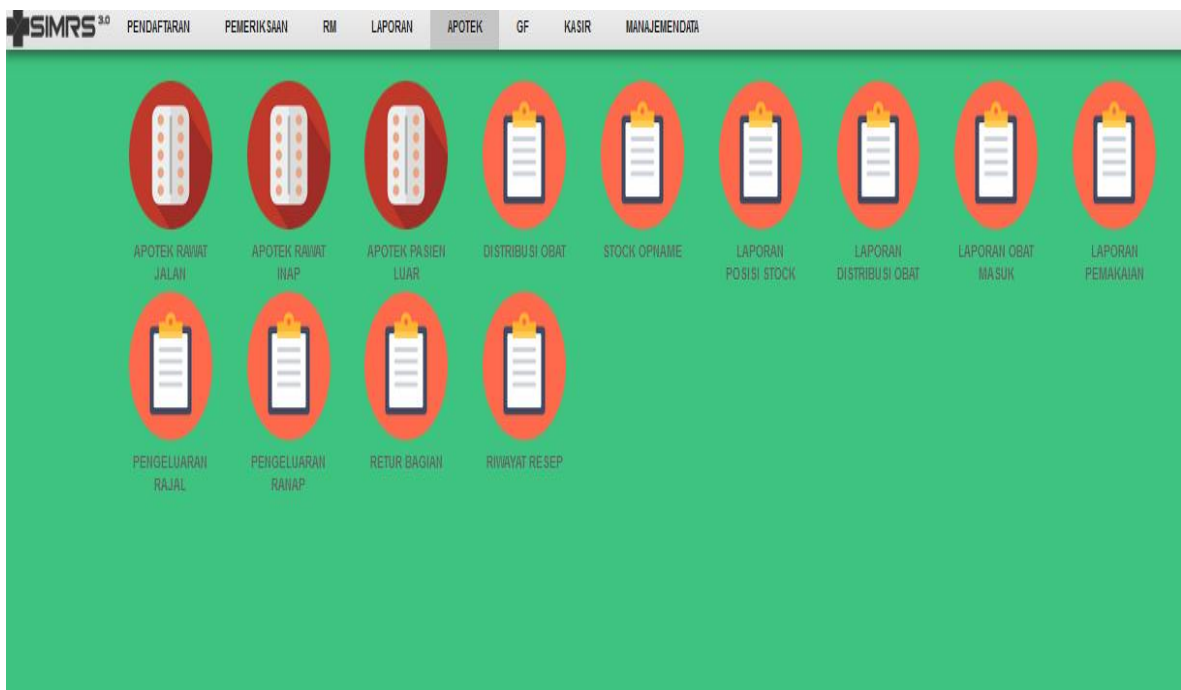 SIMRS 3.0 PENDAFTARAN PEMERIKSAAN RM LAPORAN APOTEK GF KASIR MANAJEMENDATA
APOTEK RAWAT JALAN
APOTEK RAWAT INAP
APOTEK PASIEN LUAR
DISTRIBUSI OBAT
STOCK OPNAME
LAPORAN POSISI STOCK
LAPORAN DISTRIBUSI OBAT
LAPORAN OBAT MASUK
LAPORAN PEMAKAIAN
PENGELUARAN RAJAL
PENGELUARAN RANAP
RETUR BAGIAN
RIWAYAT RESEP